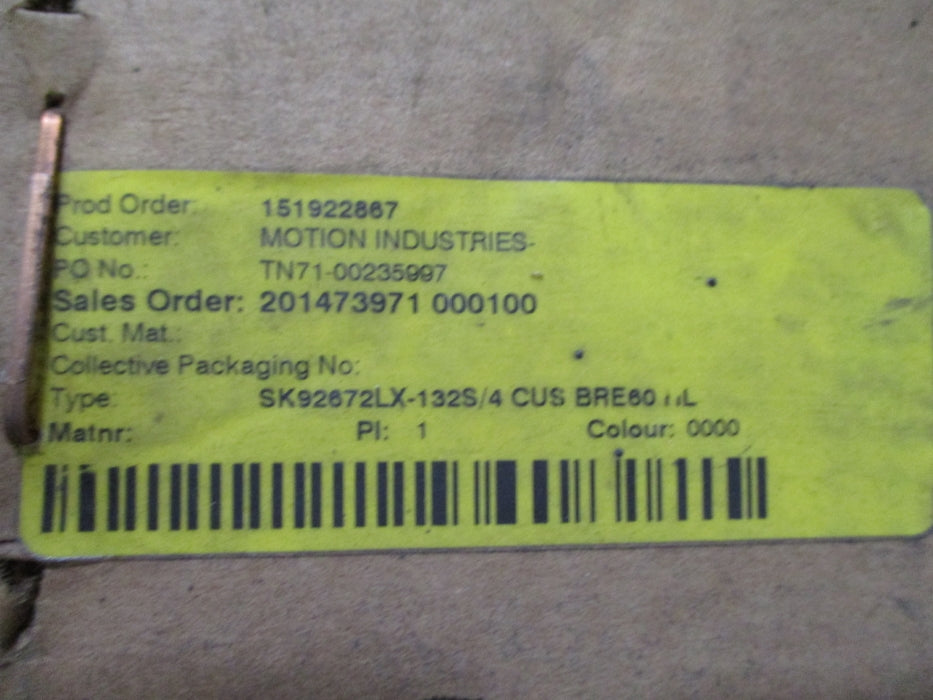 Prod Order: 151922867
Customer: MOTION INDUSTRIES-
PO No.: TN71-00235997
Sales Order: 201473971 000100
Cust. Mat.:
Collective Packaging No:
Type: SK92672LX-132S/4 CUS BRE60
Matnr: PI: 1 Colour: 0000